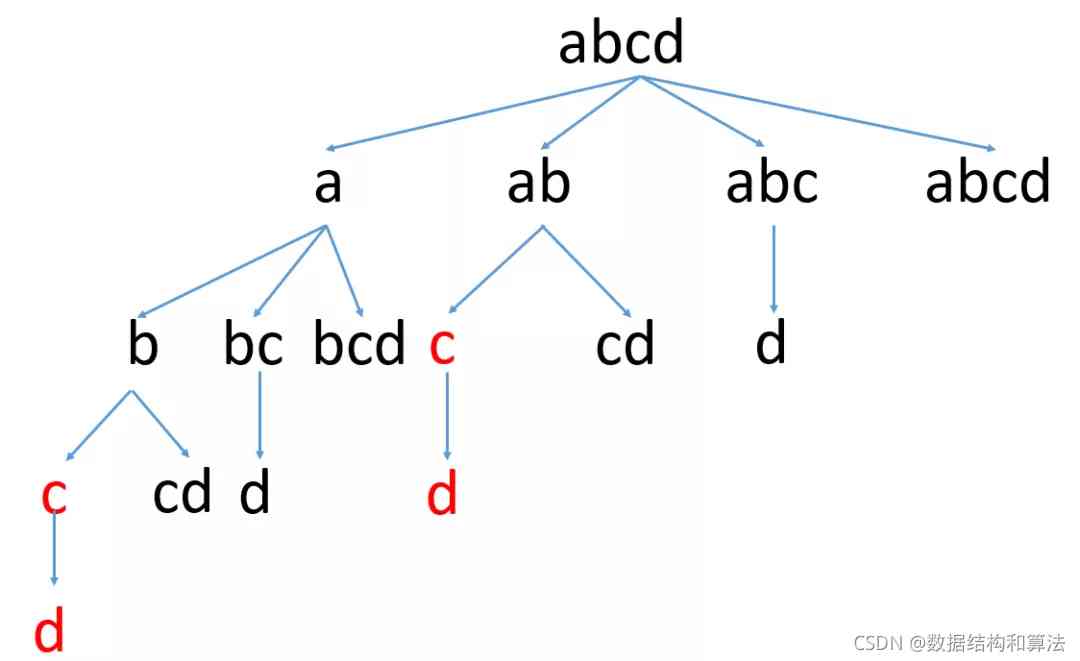 abcd
a ab abc abcd
b bc bcd c cd d
c cd d d
d
CSDN @数据结构和算法